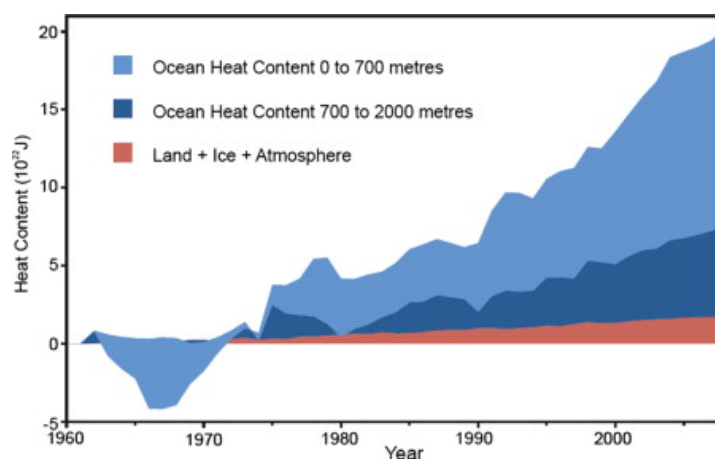 20
Ocean Heat Content 0 to 700 metres
15
Ocean Heat Content 700 to 2000 metres
Land + Ice + Atmosphere
10
Heat Content (10²²J)
5
0
-5
1960 1970 1980 1990 2000
Year